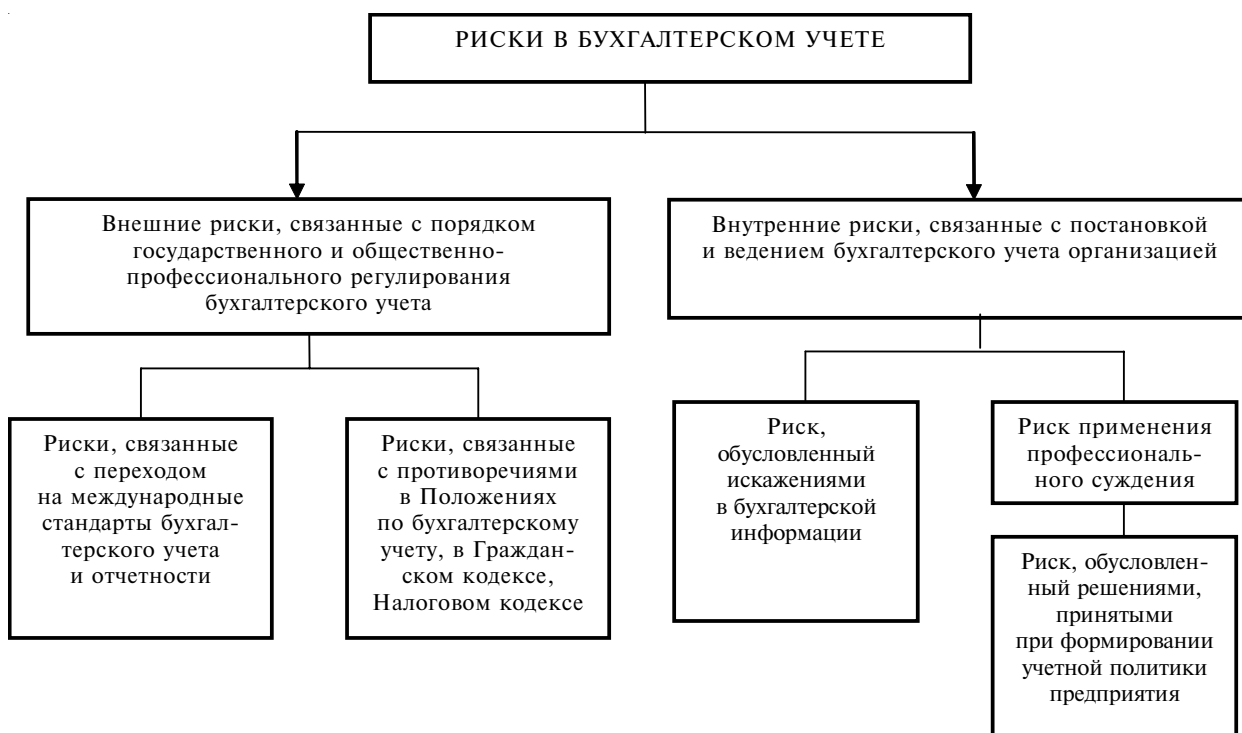 РИСКИ В БУХГАЛТЕРСКОМ УЧЕТЕ
Внешние риски, связанные с порядком
государственного и общественно-
профессионального регулирования
бухгалтерского учета
Внутренние риски, связанные с постановкой
и ведением бухгалтерского учета организацией
Риски, связанные
с переходом
на международные
стандарты бухгал-
терского учета
и отчетности
Риски, связанные
с противоречиями
в Положениях
по бухгалтерскому
учету, в Граждан-
ском кодексе,
Налоговом кодексе
Риск,
обусловленный
искажениями
в бухгалтерской
информации
Риск применения
профессиональ-
ного суждения
Риск, обусловлен-
ный решениями,
принятыми
при формировании
учетной политики
предприятия